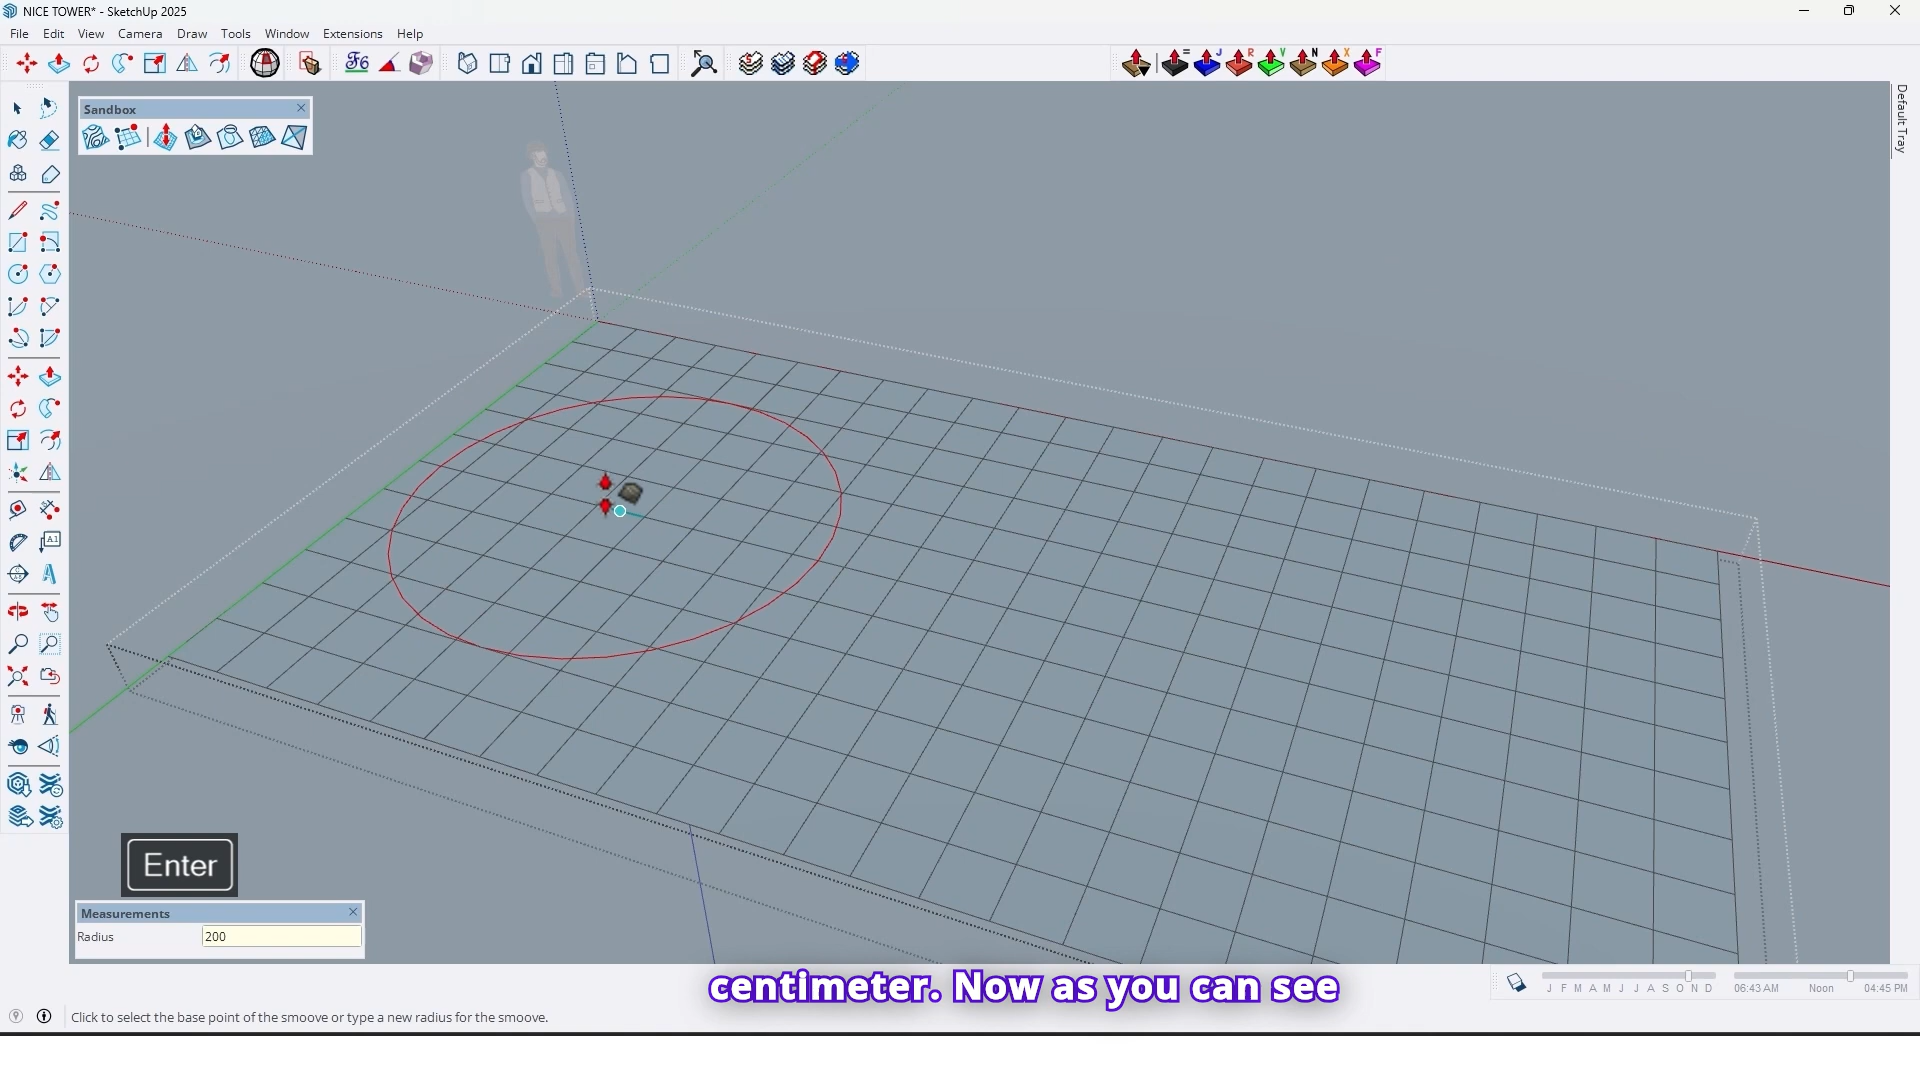 NICE TOWER* - SketchUp 2025
File Edit View Camera Draw Tools Window Extensions Help
F6
= J R V N X F
Sandbox
Default Tray
A1
Enter
Measurements
Radius 200
centimeter. Now as you can see
J F M A M J J A S O N D 06:43 AM Noon 04:45 PM
Click to select the base point of the smoove or type a new radius for the smoove.